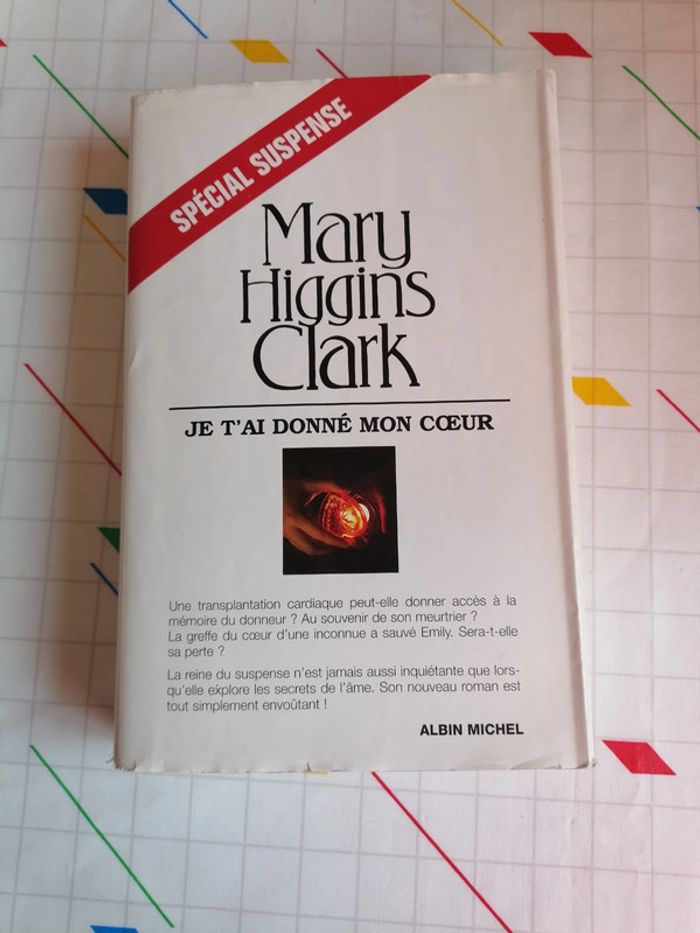 SPÉCIAL SUSPENSE
Mary
Higgins
Clark
JE T'AI DONNÉ MON CŒUR
Une transplantation cardiaque peut-elle donner accès à la
mémoire du donneur ? Au souvenir de son meurtrier ?
La greffe du cœur d'une inconnue a sauvé Emily. Sera-t-elle
sa perte ?
La reine du suspense n'est jamais aussi inquiétante que lors-
qu'elle explore les secrets de l'âme. Son nouveau roman est
tout simplement envoûtant !
ALBIN MICHEL